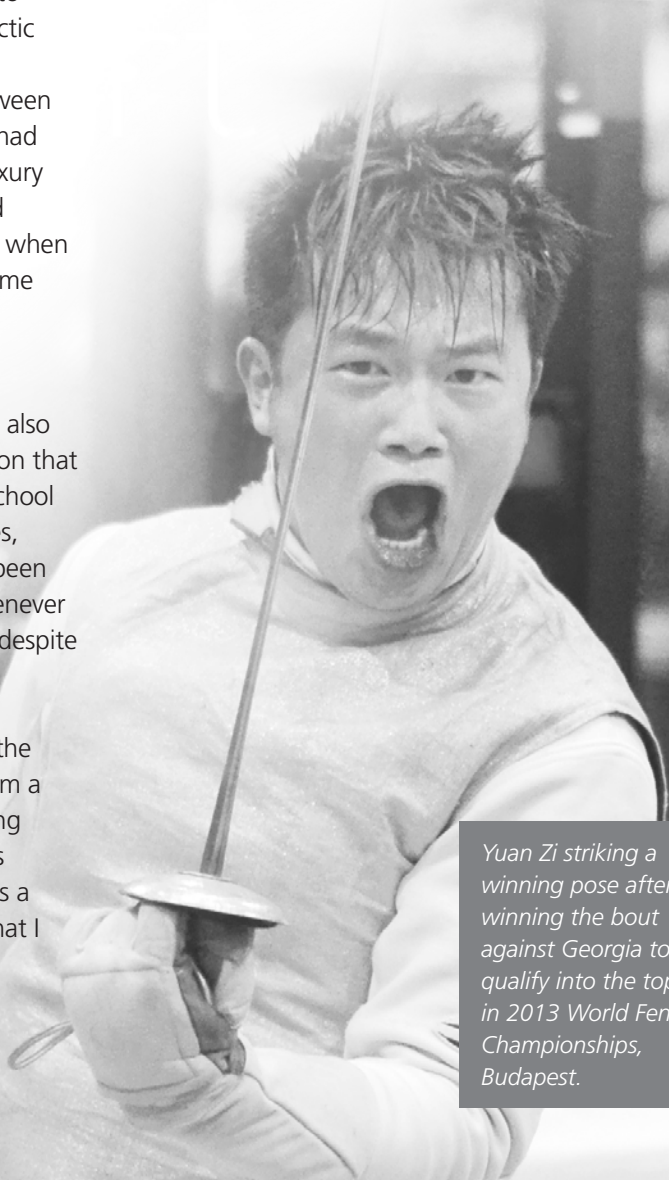 ctic
ween
had
xury
d
when
me
also
on that
chool
s,
been
enever
despite
the
m a
ng
s
s a
hat I
Yuan Zi striking a
winning pose after
winning the bout
against Georgia to
qualify into the top
in 2013 World Fen
Championships,
Budapest.